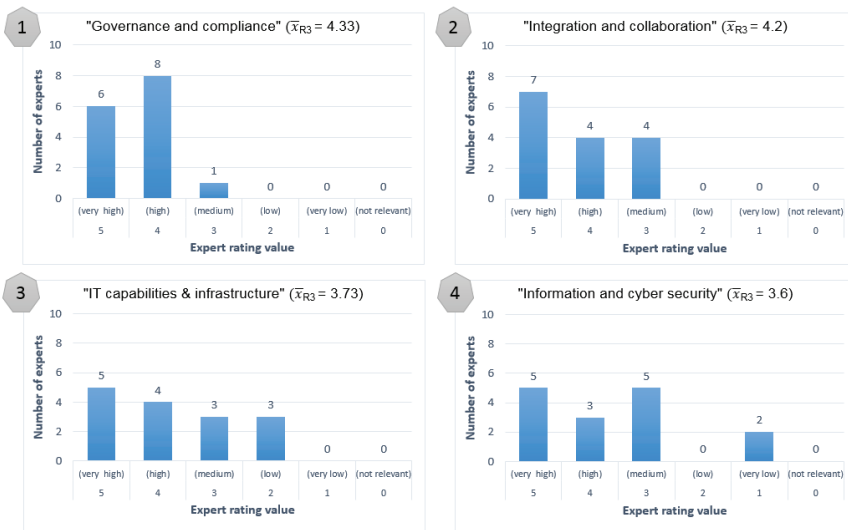 1
"Governance and compliance" (x̅R3 = 4.33)
10
8
6
4
2
0
Number of experts
6
8
1
0
0
0
(very high) (high) (medium) (low) (very low) (not relevant)
5 4 3 2 1 0
Expert rating value
2
"Integration and collaboration" (x̅R3 = 4.2)
10
8
6
4
2
0
Number of experts
7
4
4
0
0
0
(very high) (high) (medium) (low) (very low) (not relevant)
5 4 3 2 1 0
Expert rating value
3
"IT capabilities & infrastructure" (x̅R3 = 3.73)
10
8
6
4
2
0
Number of experts
5
4
3
3
0
0
(very high) (high) (medium) (low) (very low) (not relevant)
5 4 3 2 1 0
Expert rating value
4
"Information and cyber security" (x̅R3 = 3.6)
10
8
6
4
2
0
Number of experts
5
3
5
0
2
0
(very high) (high) (medium) (low) (very low) (not relevant)
5 4 3 2 1 0
Expert rating value